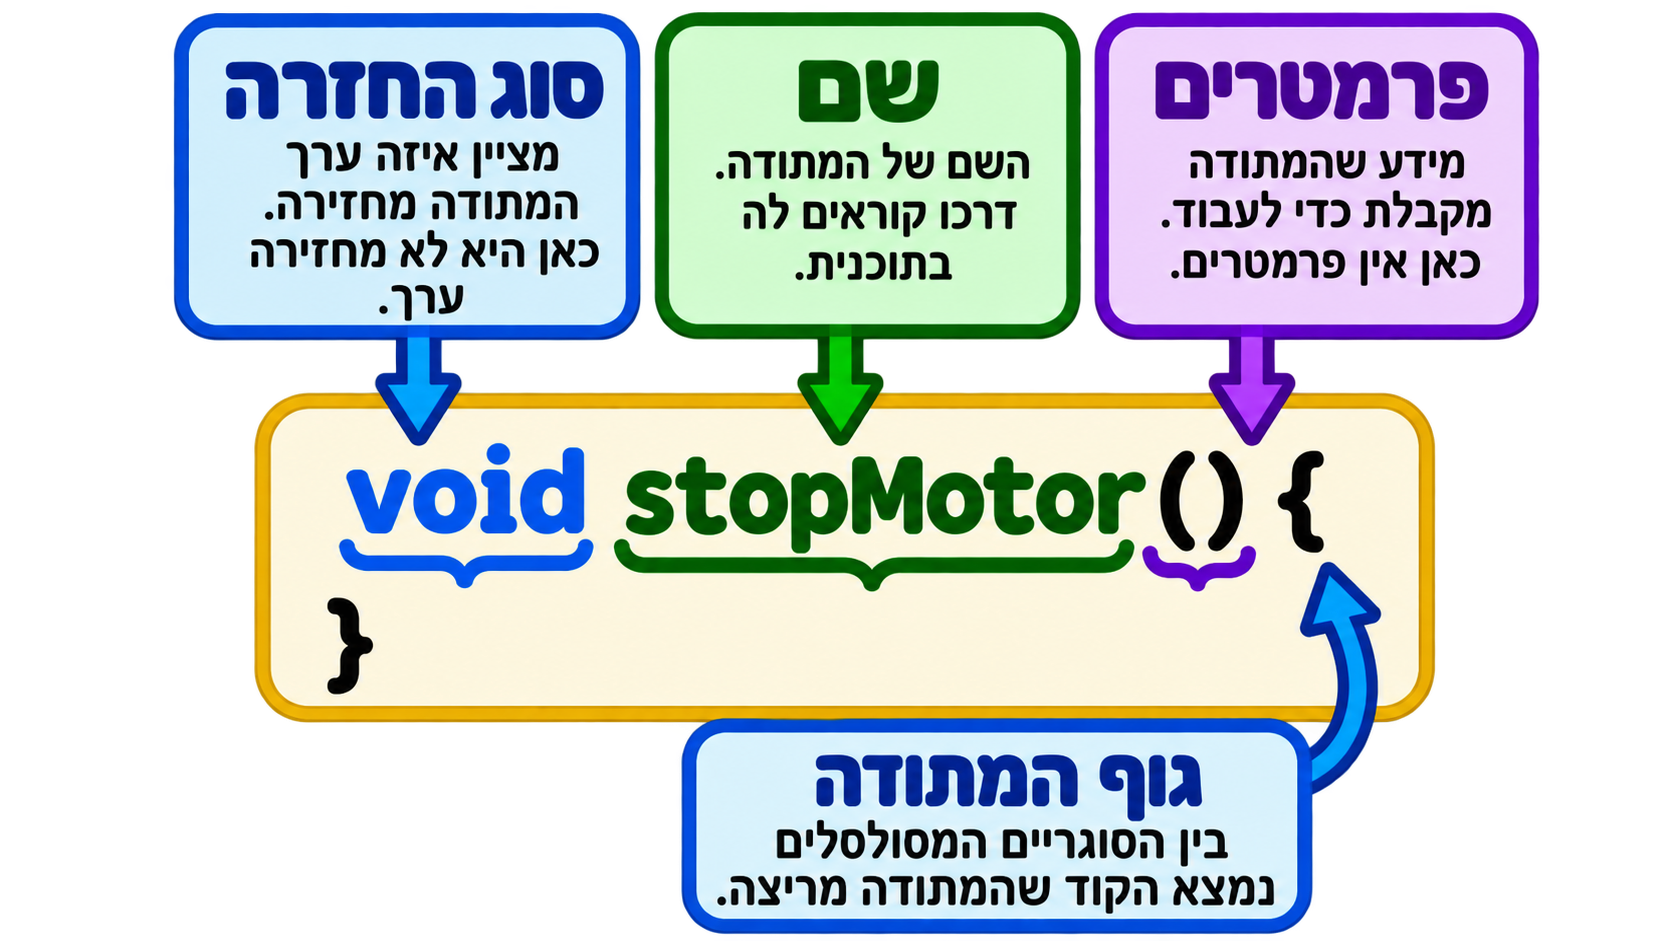 סוג החזרה
מציין איזה ערך
המתודה מחזירה.
כאן היא לא מחזירה
ערך.
שם
השם של המתודה.
דרכו קוראים לה
בתוכנית.
פרמטרים
מידע שהמתודה
מקבלת כדי לעבוד.
כאן אין פרמטרים.
void stopMotor() {
}
גוף המתודה
בין הסוגריים המסולסלים
נמצא הקוד שהמתודה מריצה.